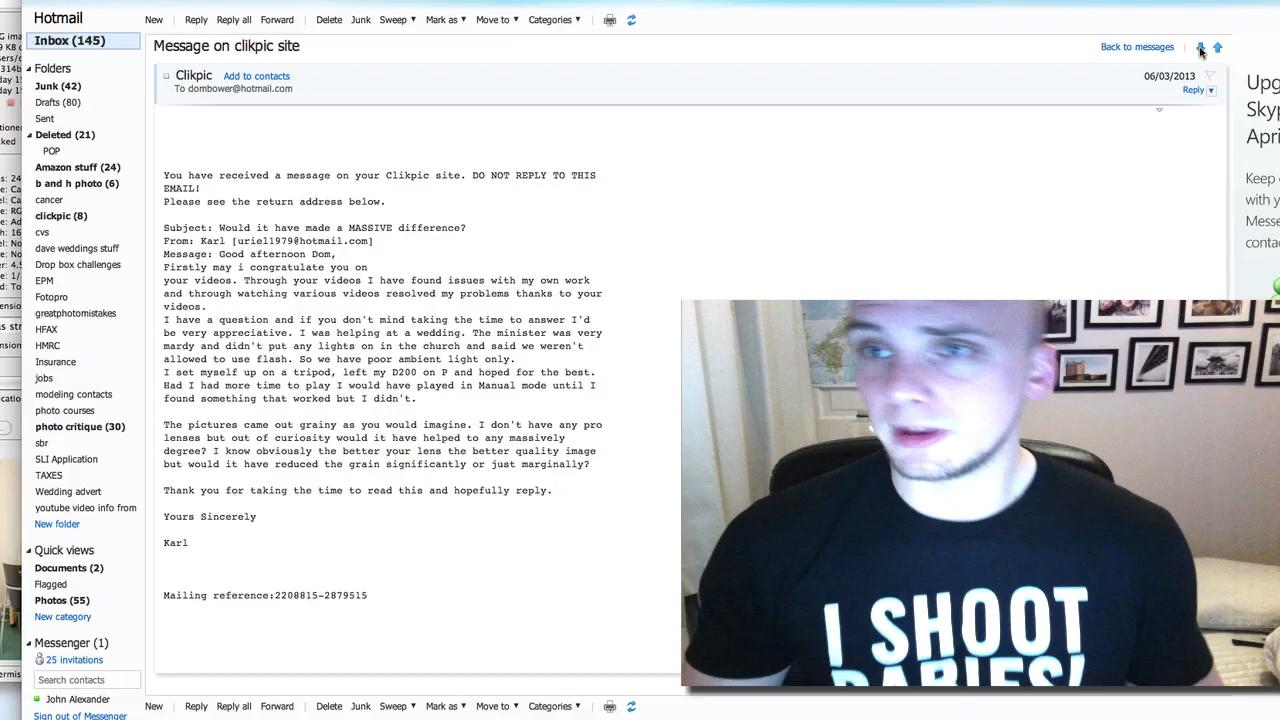 Hotmail
New Reply Reply all Forward Delete Junk Sweep Mark as Move to Categories
Inbox (145)
Message on clikpic site
Back to messages
Folders
Junk (42)
Drafts (80)
Sent
Deleted (21)
POP
Amazon stuff (24)
b and h photo (6)
cancer
clickpic (8)
cvs
dave weddings stuff
Drop box challenges
EPM
Fotopro
greatphotomistakes
HFAX
HMRC
Insurance
jobs
modeling contacts
photo courses
photo critique (30)
sbr
SLI Application
TAXES
Wedding advert
youtube video info from
New folder
Quick views
Documents (2)
Flagged
Photos (55)
New category
Messenger (1)
25 invitations
Search contacts
John Alexander
Sign out of Messenger
Clikpic Add to contacts
06/03/2013
To dombower@hotmail.com
Reply
You have received a message on your Clikpic site. DO NOT REPLY TO THIS
EMAIL!
Please see the return address below.
Subject: Would it have made a MASSIVE difference?
From: Karl [uriel1979@hotmail.com]
Message: Good afternoon Dom,
Firstly may i congratulate you on
your videos. Through your videos I have found issues with my own work
and through watching various videos resolved my problems thanks to your
videos.
I have a question and if you don't mind taking the time to answer I'd
be very appreciative. I was helping at a wedding. The minister was very
mardy and didn't put any lights on in the church and said we weren't
allowed to use flash. So we have poor ambient light only.
I set myself up on a tripod, left my D200 on P and hoped for the best.
Had I had more time to play I would have played in Manual mode until I
found something that worked but I didn't.
The pictures came out grainy as you would imagine. I don't have any pro
lenses but out of curiosity would it have helped to any massively
degree? I know obviously the better your lens the better quality image
but would it have reduced the grain significantly or just marginally?
Thank you for taking the time to read this and hopefully reply.
Yours Sincerely
Karl
Mailing reference:2208815-2879515
New Reply Reply all Forward Delete Junk Sweep Mark as Move to Categories
Upg
Sky
Apri
Keep
with y
Messe
conta
I SHOOT
BABIES!